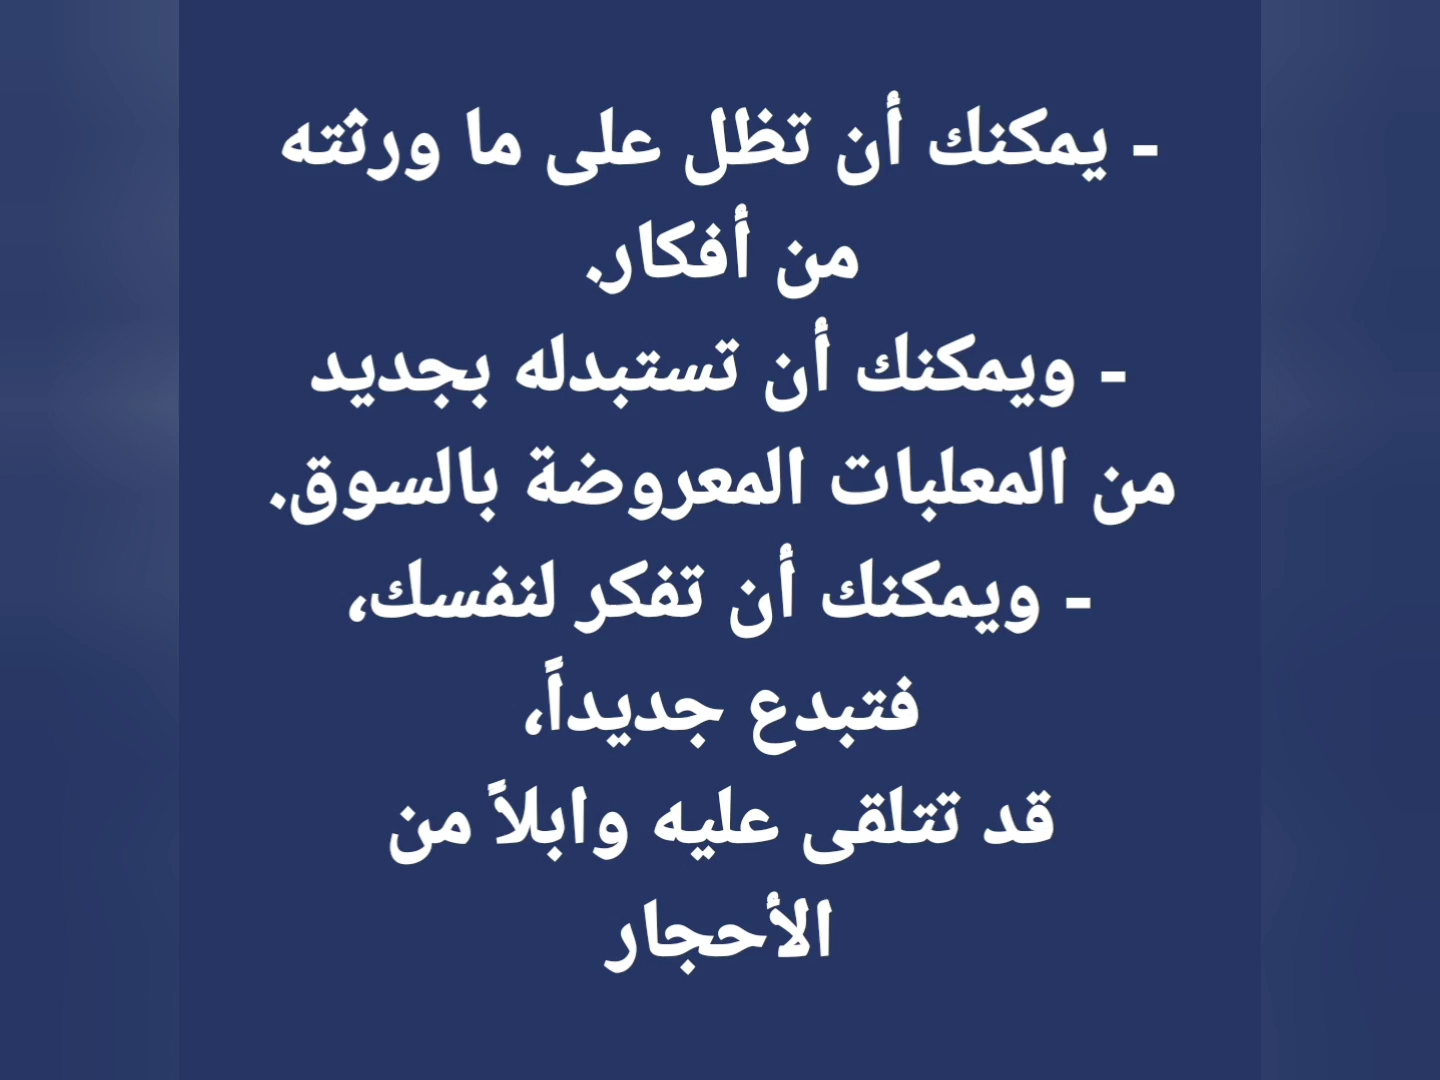 - يمكنك أن تظل على ما ورثته
من أفكار.
- ويمكنك أن تستبدله بجديد
من المعلبات المعروضة بالسوق.
- ويمكنك أن تفكر لنفسك،
فتبدع جديداً،
قد تتلقى عليه وابلاً من
الأحجار